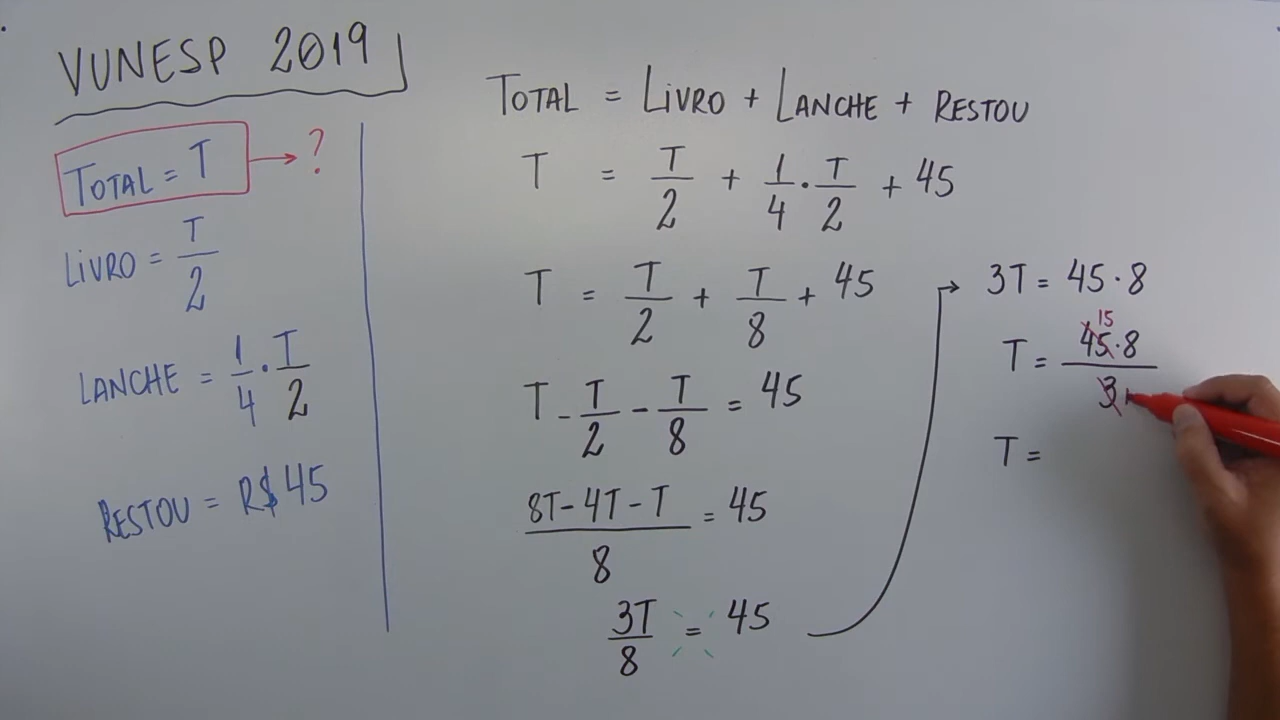 VUNESP 2019
TOTAL = T → ?
LIVRO = T/2
LANCHE = 1/4 · T/2
RESTOU = R$45
TOTAL = LIVRO + LANCHE + RESTOU
T = T/2 + 1/4 · T/2 + 45
T = T/2 + T/8 + 45
T - T/2 - T/8 = 45
8T - 4T - T/8 = 45
3T/8 = 45
→ 3T = 45 · 8
15
T = 45 · 8/3
T =